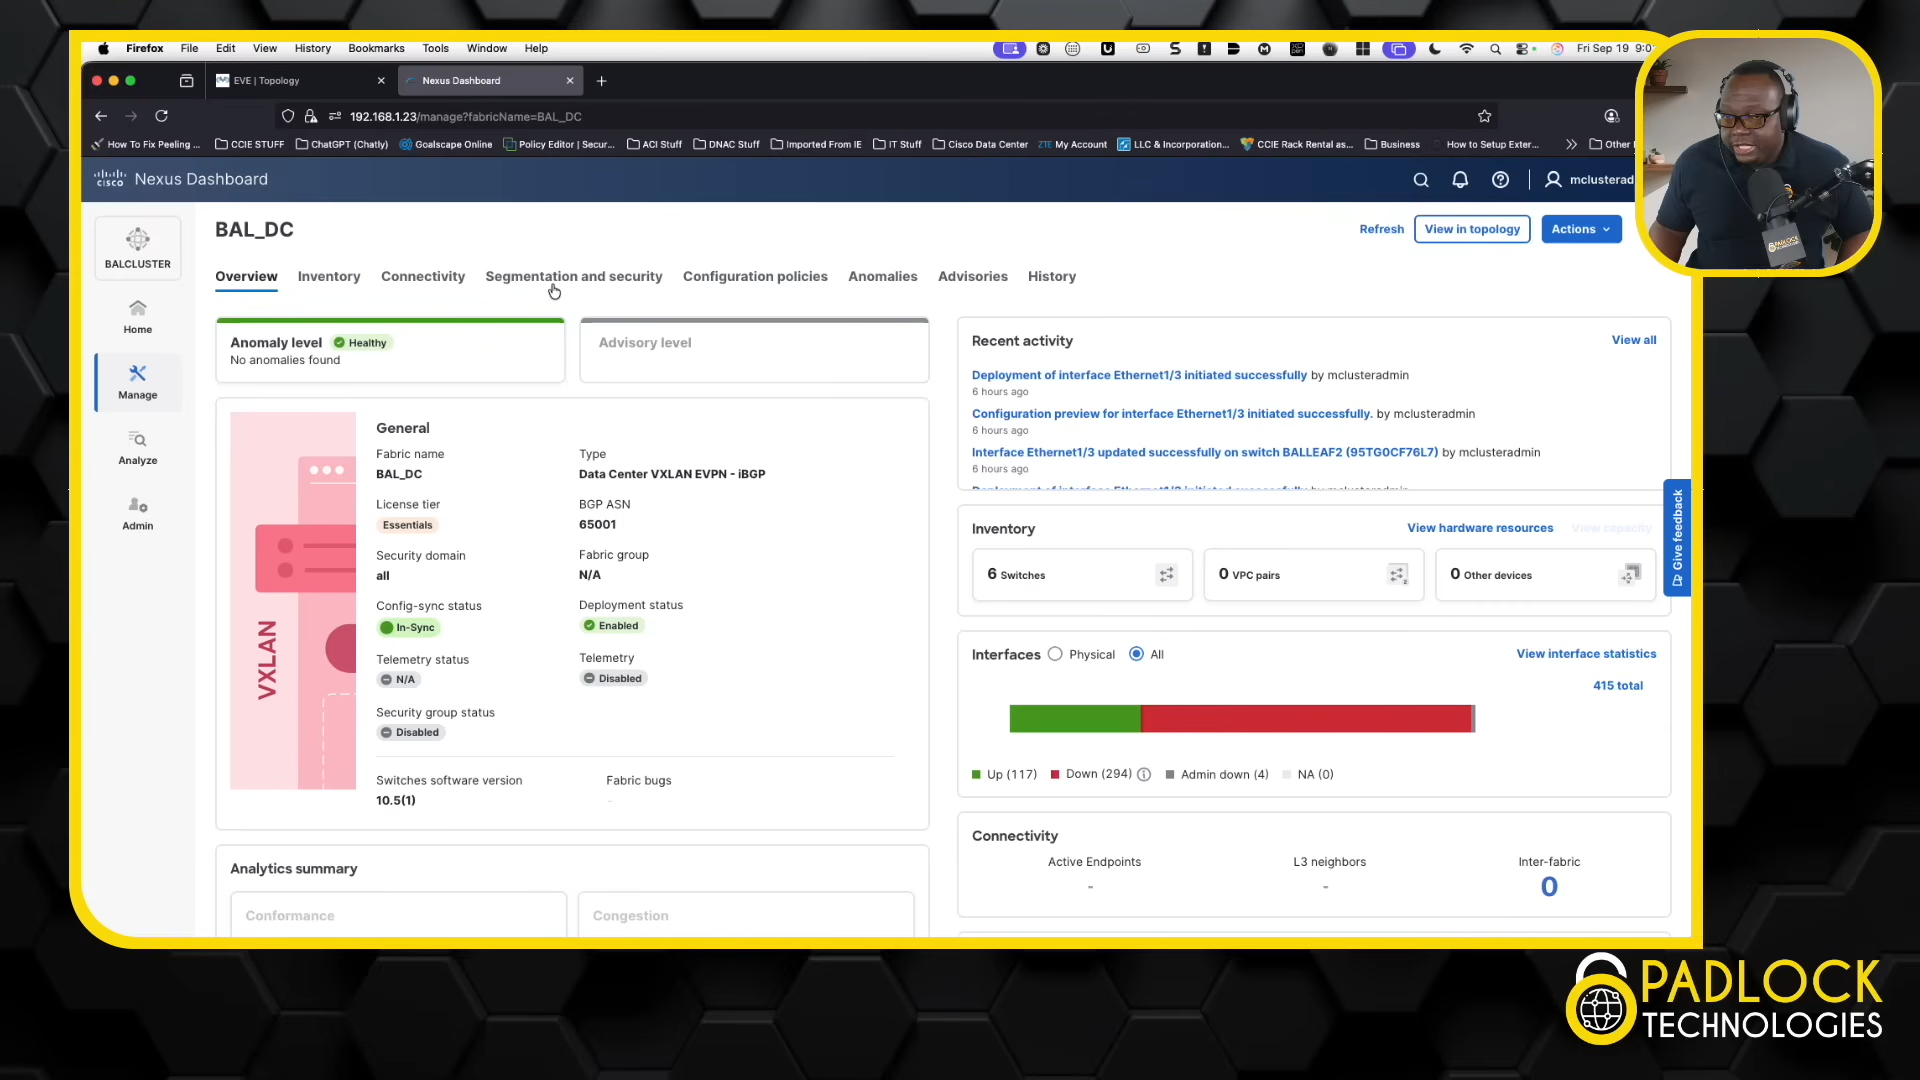 Firefox File Edit View History Bookmarks Tools Window Help
Fri Sep 19 9:0
EVE | Topology
Nexus Dashboard
192.168.1.23/manage?fabricName=BAL_DC
How To Fix Peeling ... CCIE STUFF ChatGPT (Chatly) Goalscape Online Policy Editor | Secur... ACI Stuff DNAC Stuff Imported From IE IT Stuff Cisco Data Center ZTE My Account LLC & Incorporation... CCIE Rack Rental as... Business How to Setup Exter... Other
cisco Nexus Dashboard
mclusterad
BALCLUSTER
Home
Manage
Analyze
Admin
BAL_DC
Refresh View in topology Actions
Overview Inventory Connectivity Segmentation and security Configuration policies Anomalies Advisories History
Anomaly level Healthy
No anomalies found
Advisory level
VXLAN
General
Fabric name
BAL_DC
Type
Data Center VXLAN EVPN - iBGP
License tier
Essentials
BGP ASN
65001
Security domain
all
Fabric group
N/A
Config-sync status
In-Sync
Deployment status
Enabled
Telemetry status
N/A
Telemetry
Disabled
Security group status
Disabled
Switches software version
10.5(1)
Fabric bugs
-
Analytics summary
Conformance
Congestion
Recent activity
View all
Deployment of interface Ethernet1/3 initiated successfully by mclusteradmin
6 hours ago
Configuration preview for interface Ethernet1/3 initiated successfully. by mclusteradmin
6 hours ago
Interface Ethernet1/3 updated successfully on switch BALLEAF2 (95TG0CF76L7) by mclusteradmin
6 hours ago
Inventory
View hardware resources View capacity
6 Switches
0 VPC pairs
0 Other devices
Interfaces Physical All
View interface statistics
415 total
Up (117) Down (294) Admin down (4) NA (0)
Connectivity
Active Endpoints
-
L3 neighbors
-
Inter-fabric
0
Give feedback
PADLOCK
TECHNOLOGIES